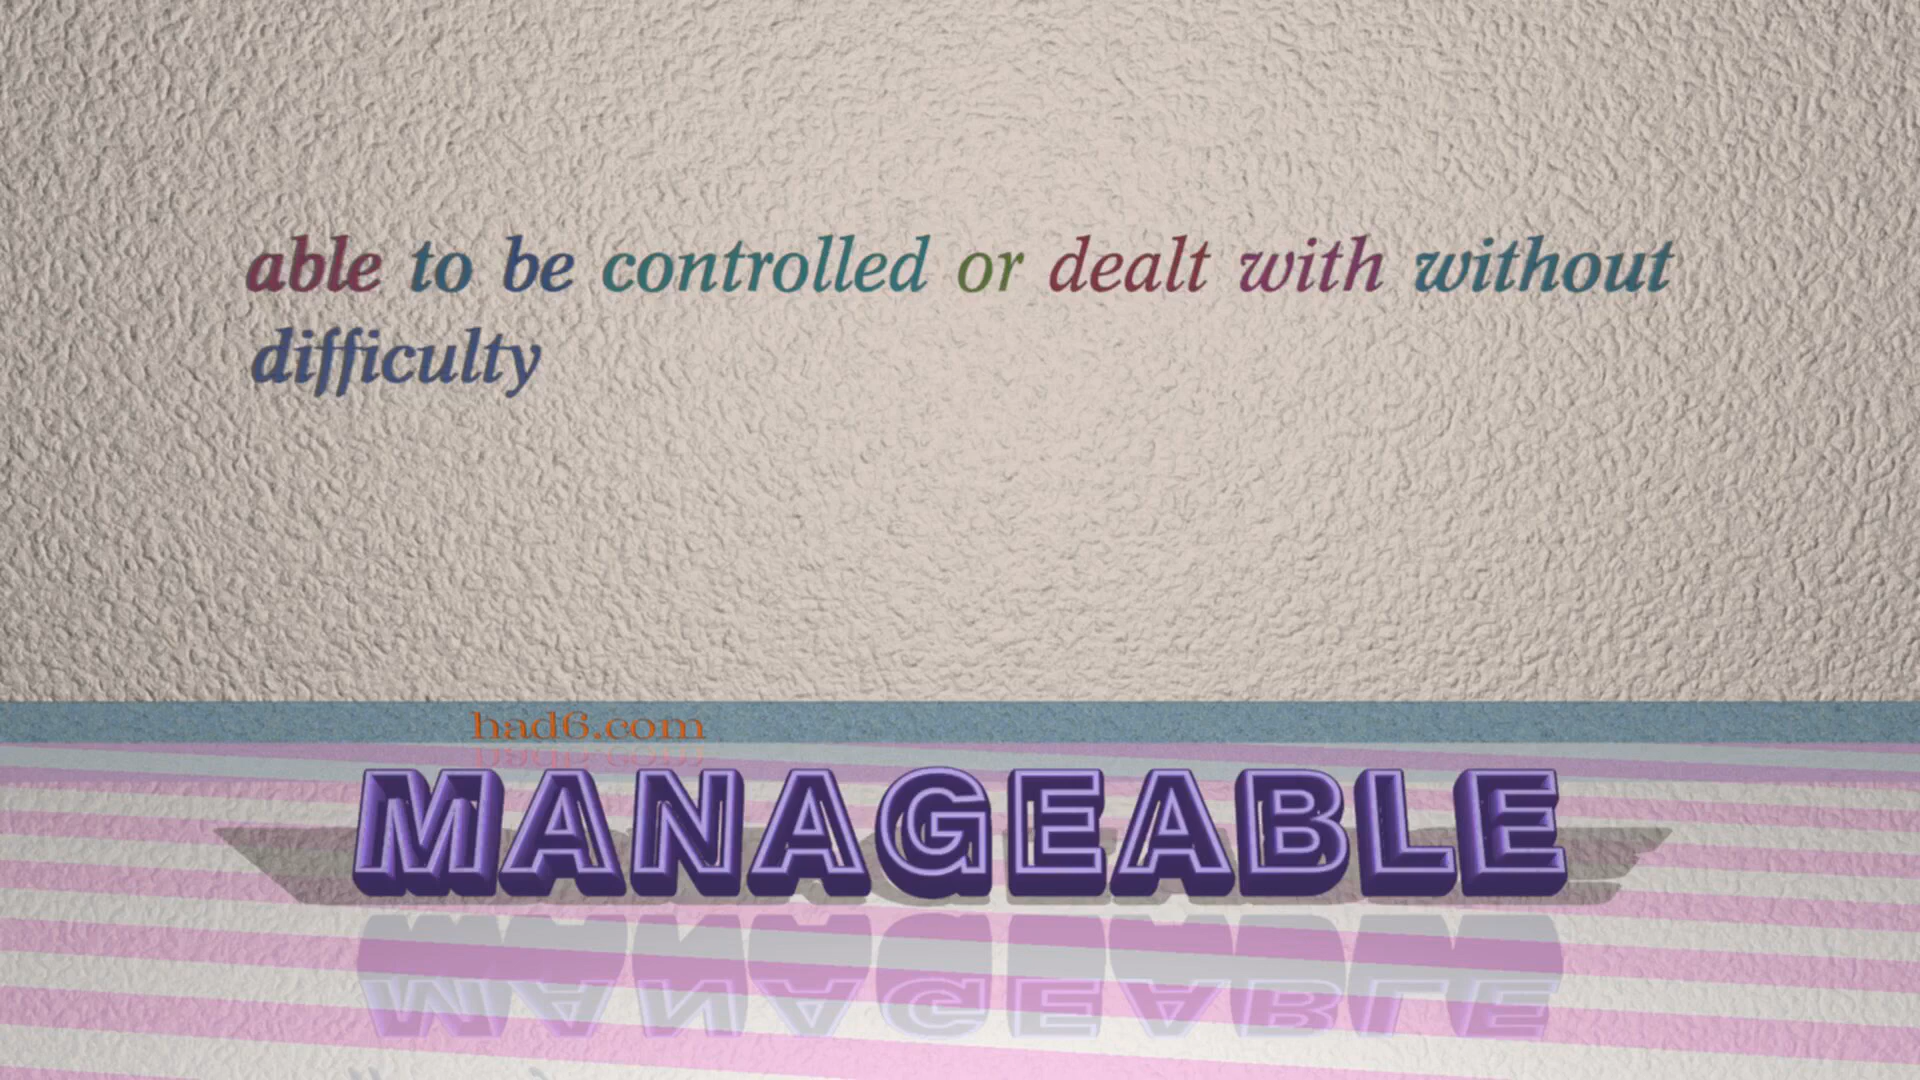 able to be controlled or dealt with without
difficulty
had6.com
MANAGEABLE